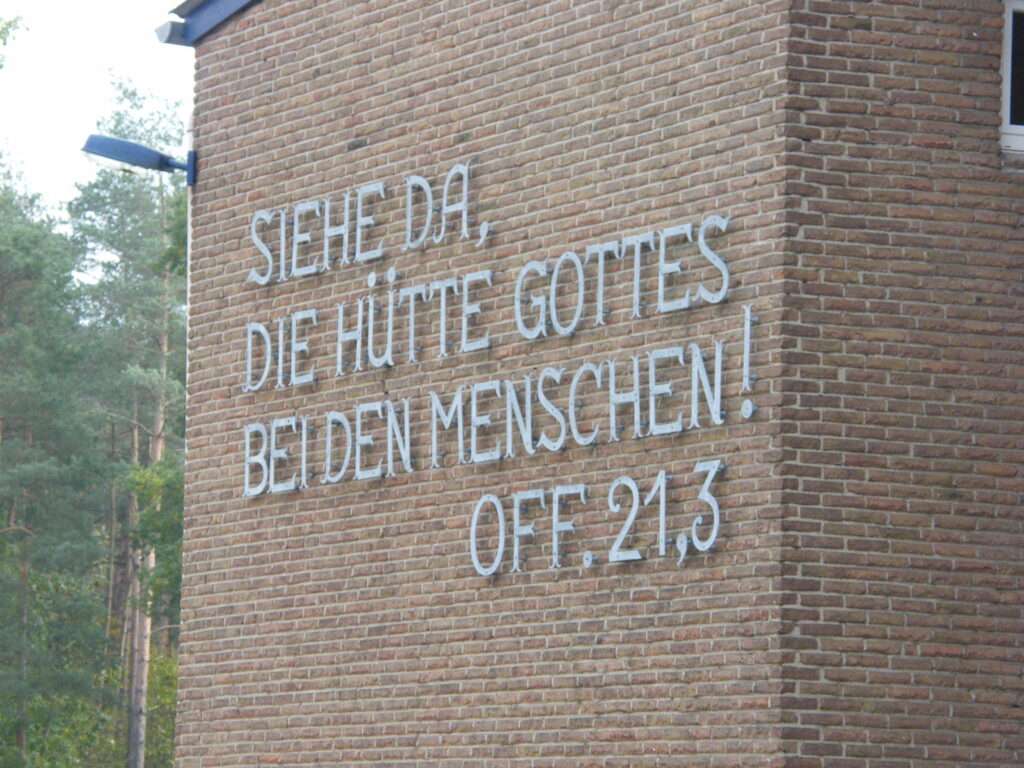 SIEHE DA,
DIE HÜTTE GOTTES
BEI DEN MENSCHEN!
OFF. 21,3